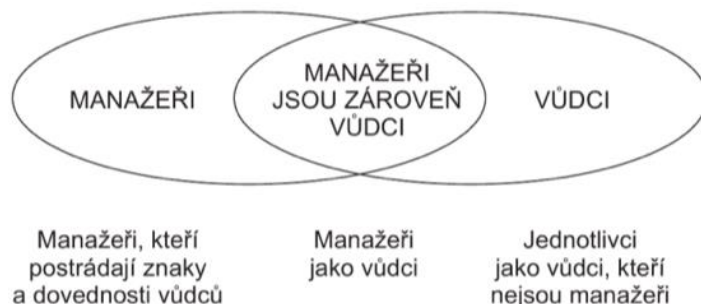 MANAŽEŘI
MANAŽEŘI
JSOU ZÁROVEŇ
VŮDCI
VŮDCI
Manažeři, kteří
postrádají znaky
a dovednosti vůdců
Manažeři
jako vůdci
Jednotlivci
jako vůdci, kteří
nejsou manažeři